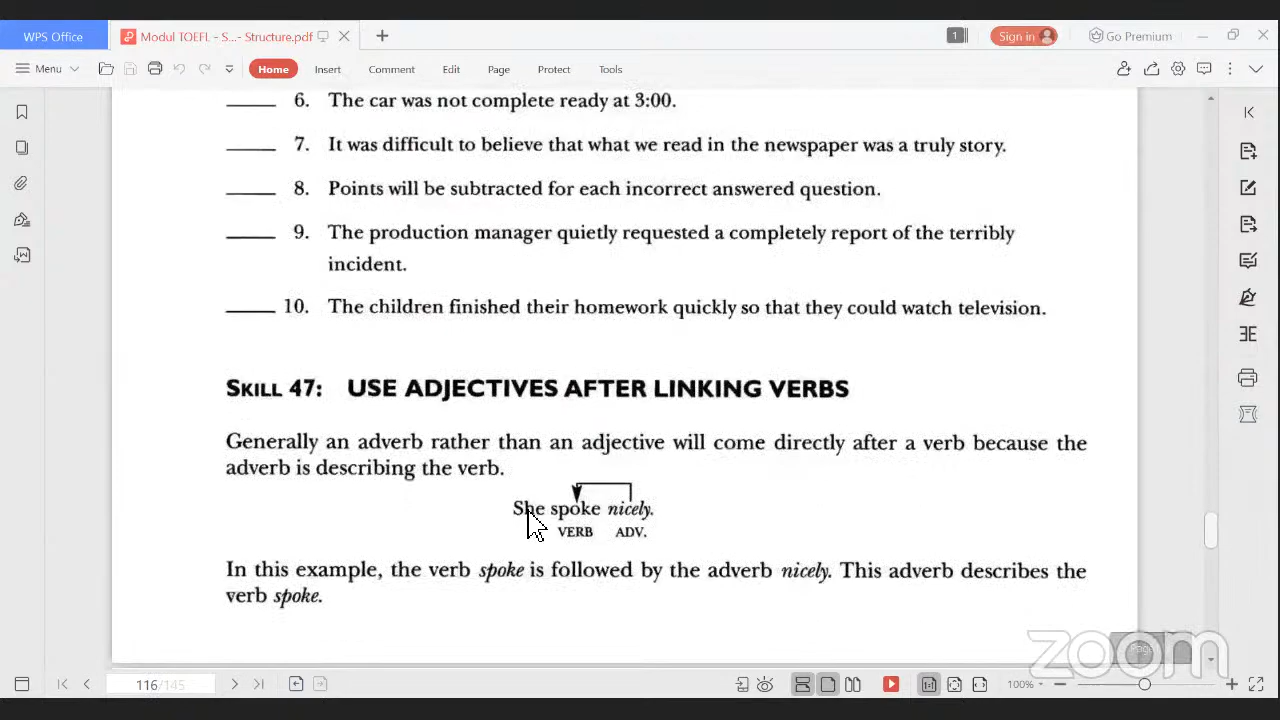 WPS Office
Modul TOEFL - S...- Structure.pdf
1
Sign in
Go Premium
Menu
Home Insert Comment Edit Page Protect Tools
6. The car was not complete ready at 3:00.
7. It was difficult to believe that what we read in the newspaper was a truly story.
8. Points will be subtracted for each incorrect answered question.
9. The production manager quietly requested a completely report of the terribly
incident.
10. The children finished their homework quickly so that they could watch television.
SKILL 47: USE ADJECTIVES AFTER LINKING VERBS
Generally an adverb rather than an adjective will come directly after a verb because the
adverb is describing the verb.
She spoke nicely.
VERB ADV.
In this example, the verb spoke is followed by the adverb nicely. This adverb describes the
verb spoke.
zoom
116/145
100%